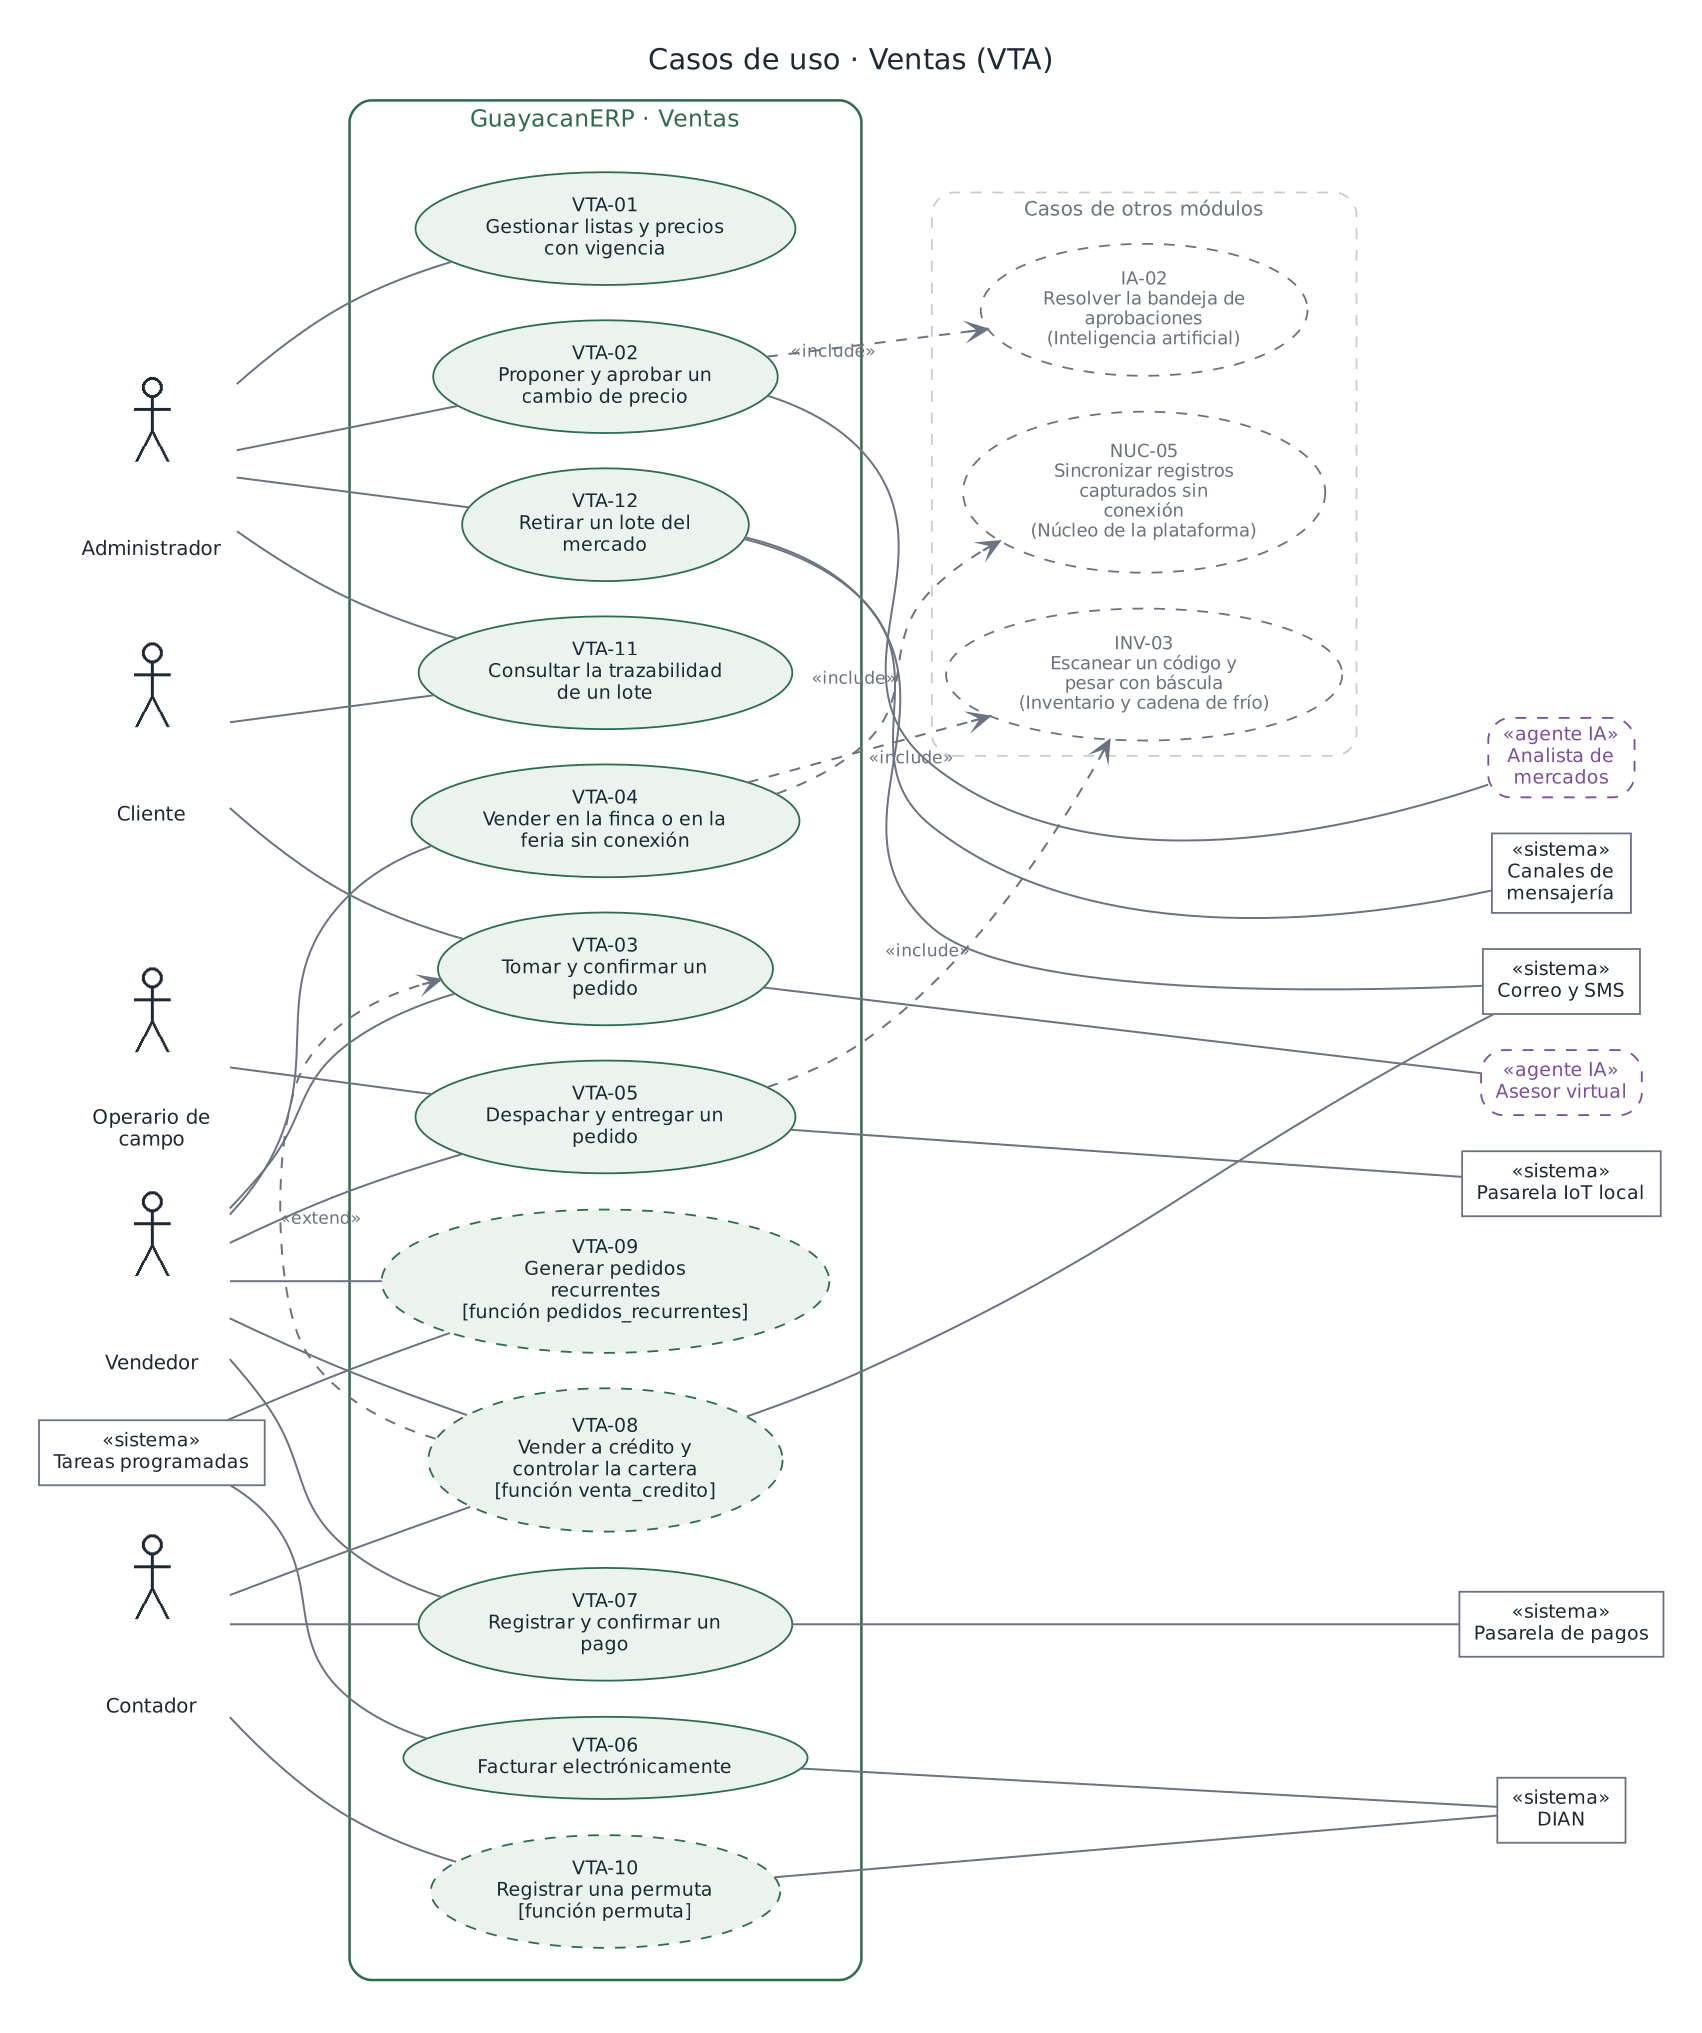 Casos de uso · Ventas (VTA)
GuayacanERP · Ventas
VTA-01
Gestionar listas y precios
con vigencia
VTA-02
Proponer y aprobar un
cambio de precio
VTA-12
Retirar un lote del
mercado
VTA-11
Consultar la trazabilidad
de un lote
VTA-04
Vender en la finca o en la
feria sin conexión
VTA-03
Tomar y confirmar un
pedido
VTA-05
Despachar y entregar un
pedido
VTA-09
Generar pedidos
recurrentes
[función pedidos_recurrentes]
VTA-08
Vender a crédito y
controlar la cartera
[función venta_credito]
VTA-07
Registrar y confirmar un
pago
VTA-06
Facturar electrónicamente
VTA-10
Registrar una permuta
[función permuta]
Administrador
Cliente
Operario de
campo
Vendedor
«sistema»
Tareas programadas
Contador
«extend»
«include»
«include»
«include»
«include»
Casos de otros módulos
IA-02
Resolver la bandeja de
aprobaciones
(Inteligencia artificial)
NUC-05
Sincronizar registros
capturados sin
conexión
(Núcleo de la plataforma)
INV-03
Escanear un código y
pesar con báscula
(Inventario y cadena de frío)
«agente IA»
Analista de
mercados
«sistema»
Canales de
mensajería
«sistema»
Correo y SMS
«agente IA»
Asesor virtual
«sistema»
Pasarela IoT local
«sistema»
Pasarela de pagos
«sistema»
DIAN